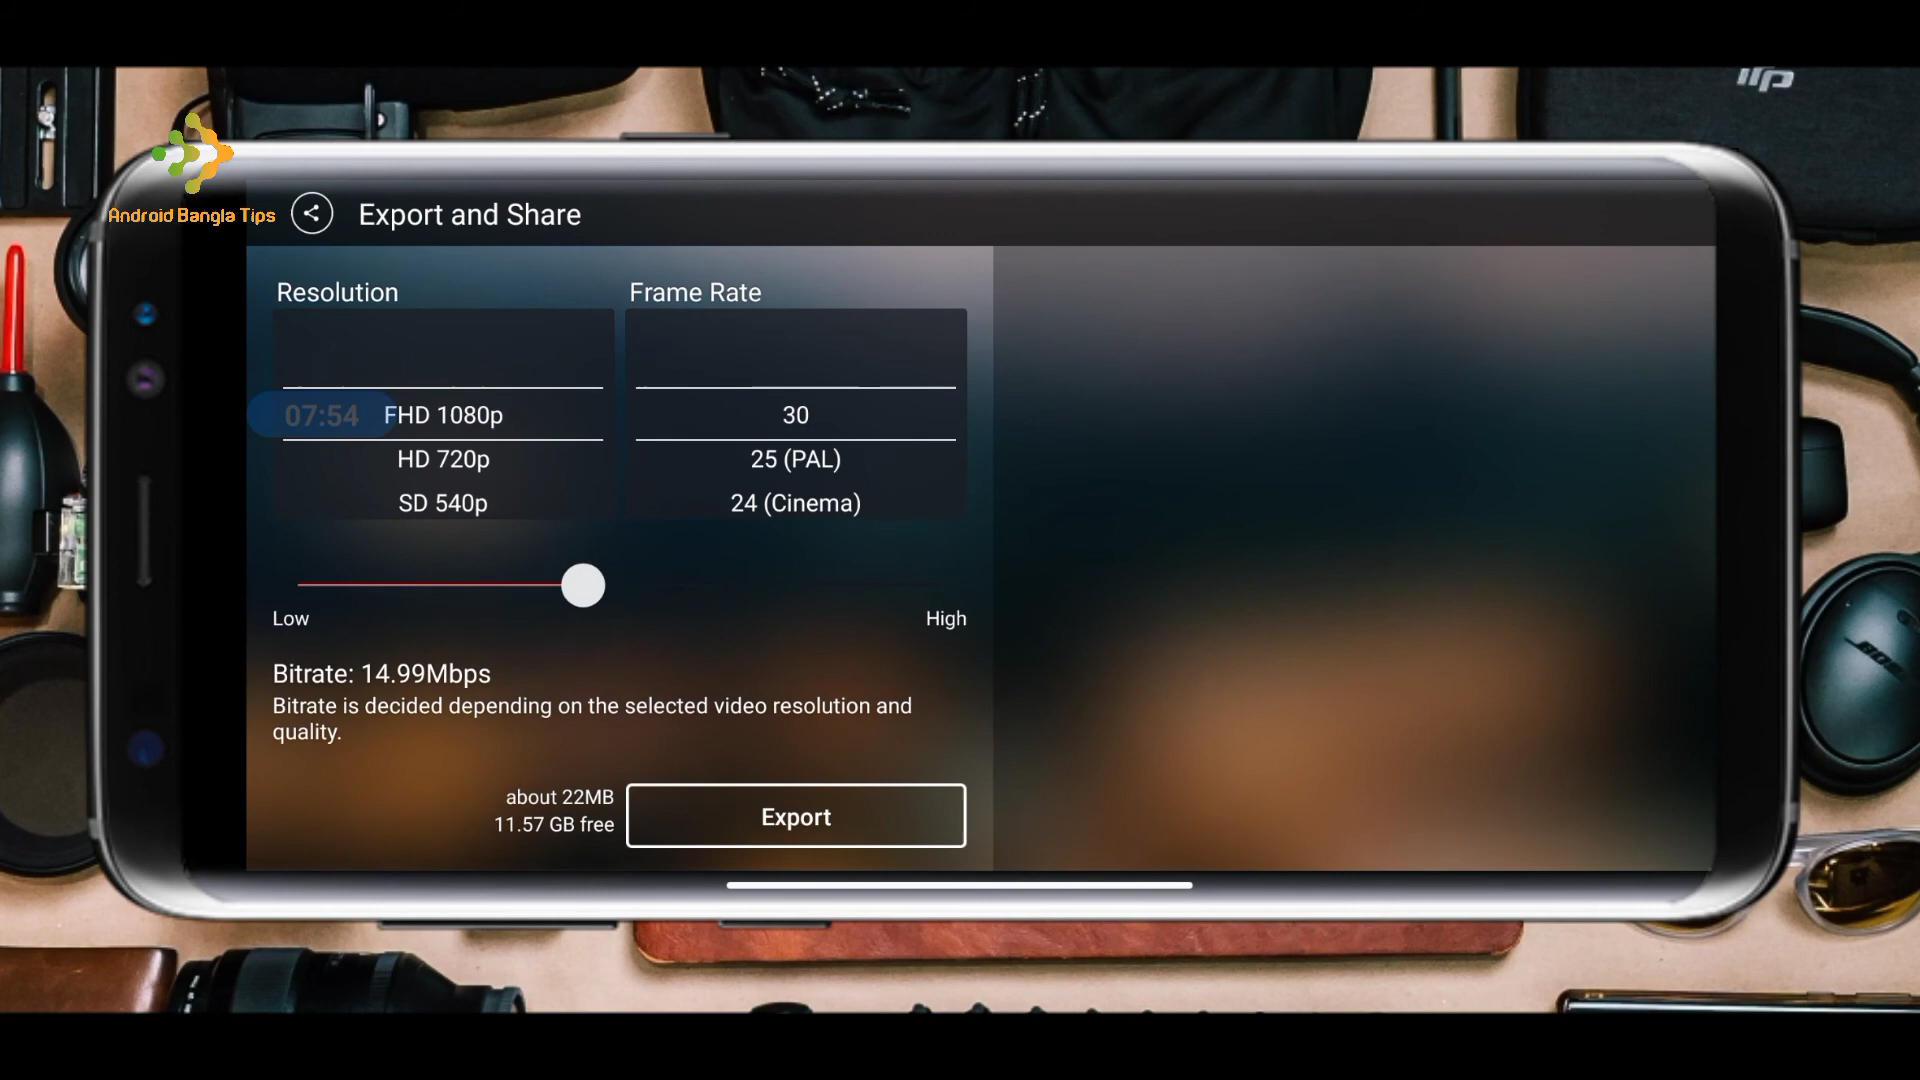 Android Bangla Tips
Export and Share
Resolution
Frame Rate
07:54
FHD 1080p
30
HD 720p
25 (PAL)
SD 540p
24 (Cinema)
Low
High
Bitrate: 14.99Mbps
Bitrate is decided depending on the selected video resolution and
quality.
about 22MB
11.57 GB free
Export
BOSE